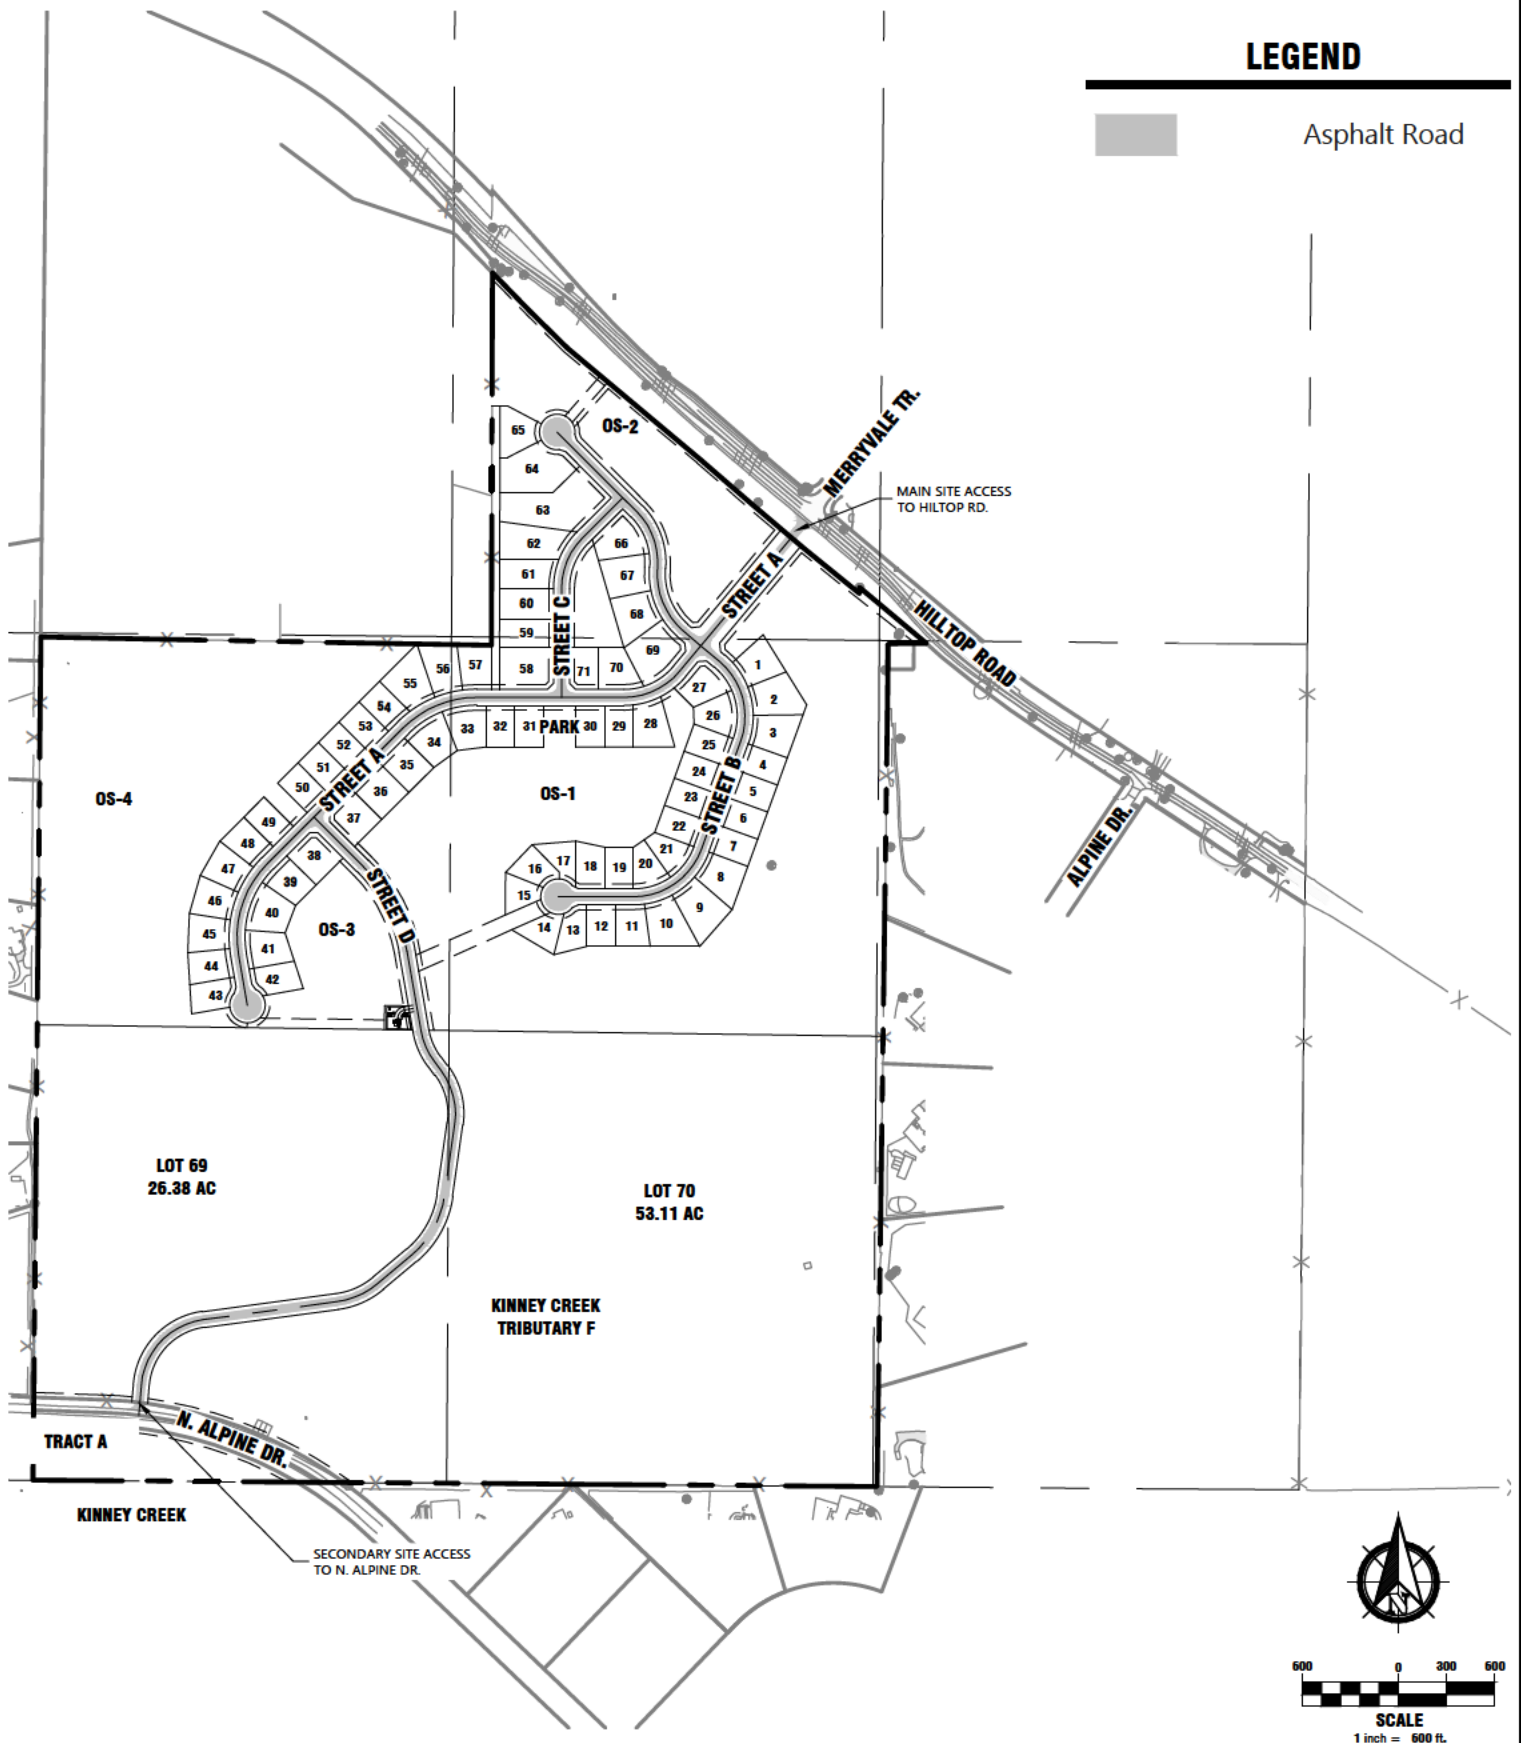 LEGEND
Asphalt Road
MERRYVALE TR.
MAIN SITE ACCESS
TO HILTOP RD.
OS-2
65
64
63
62
61
60
59
58
66
67
68
69
70
71
STREET C
STREET A
HILLTOP ROAD
ALPINE DR.
57
56
55
54
53
52
51
50
49
48
47
46
45
44
43
42
41
40
39
38
37
36
35
34
33
32
31
PARK
30
29
28
27
26
25
24
23
22
21
20
19
18
17
16
15
14
13
12
11
10
9
8
7
6
5
4
3
2
1
STREET B
STREET A
STREET D
OS-4
OS-1
OS-3
LOT 69
26.38 AC
LOT 70
53.11 AC
KINNEY CREEK
TRIBUTARY F
N. ALPINE DR.
TRACT A
KINNEY CREEK
SECONDARY SITE ACCESS
TO N. ALPINE DR.
N
600 0 300 600
SCALE
1 inch = 600 ft.